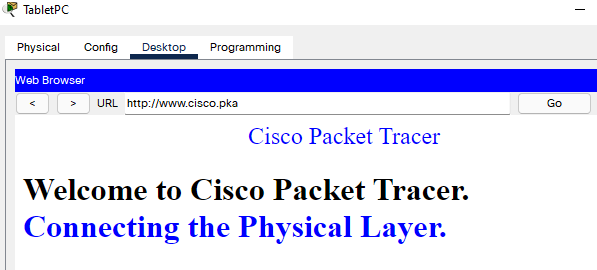 TabletPC
Physical Config Desktop Programming
Web Browser
< > URL http://www.cisco.pka Go
Cisco Packet Tracer
Welcome to Cisco Packet Tracer.
Connecting the Physical Layer.